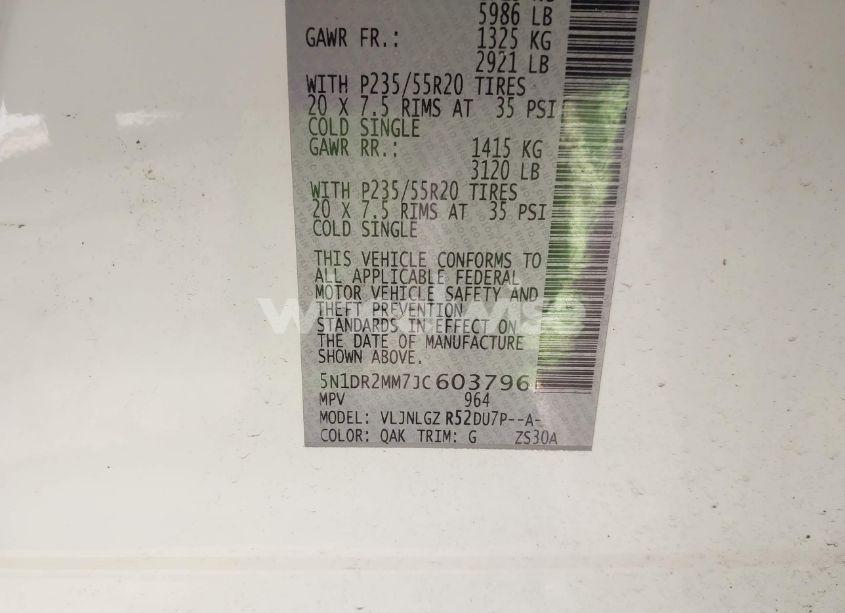 5986 LB
GAWR FR.: 1325 KG
2921 LB
WITH P235/55R20 TIRES
20 X 7.5 RIMS AT 35 PSI
COLD SINGLE
GAWR RR.: 1415 KG
3120 LB
WITH P235/55R20 TIRES
20 X 7.5 RIMS AT 35 PSI
COLD SINGLE
THIS VEHICLE CONFORMS TO
ALL APPLICABLE FEDERAL
MOTOR VEHICLE SAFETY AND
THEFT PREVENTION
STANDARDS IN EFFECT ON
THE DATE OF MANUFACTURE
SHOWN ABOVE.
5N1DR2MM7JC603796
MPV 964
MODEL: VLJNLGZ R52DU7P--A-
COLOR: QAK TRIM: G ZS30A